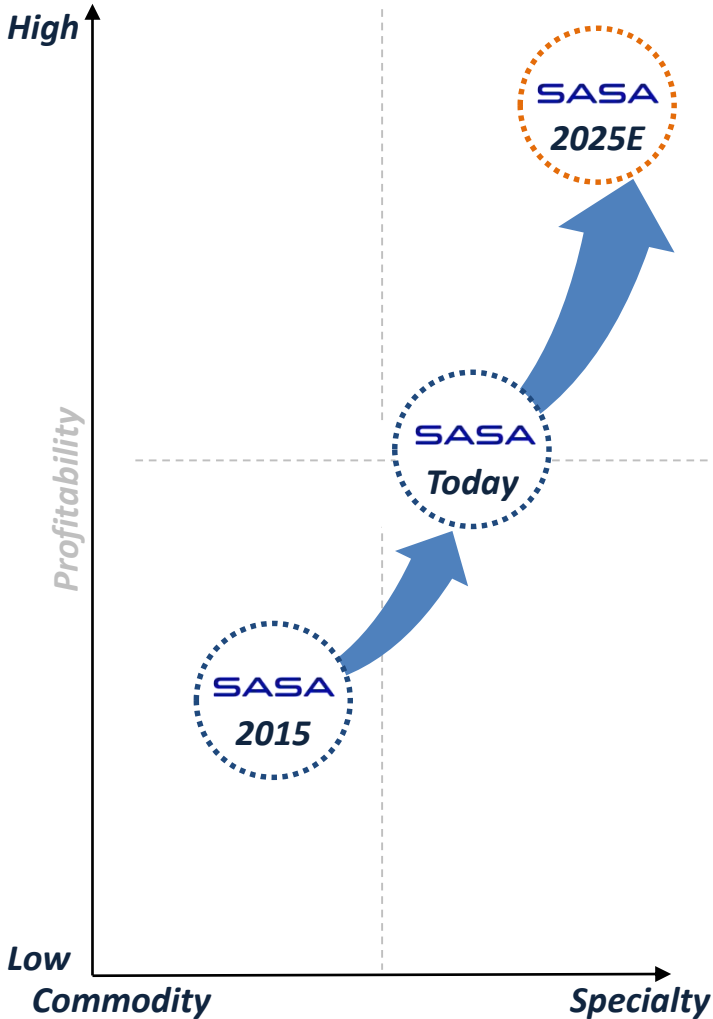 High
SASA
2025E
SASA
Today
Profitability
SASA
2015
Low
Commodity
Specialty